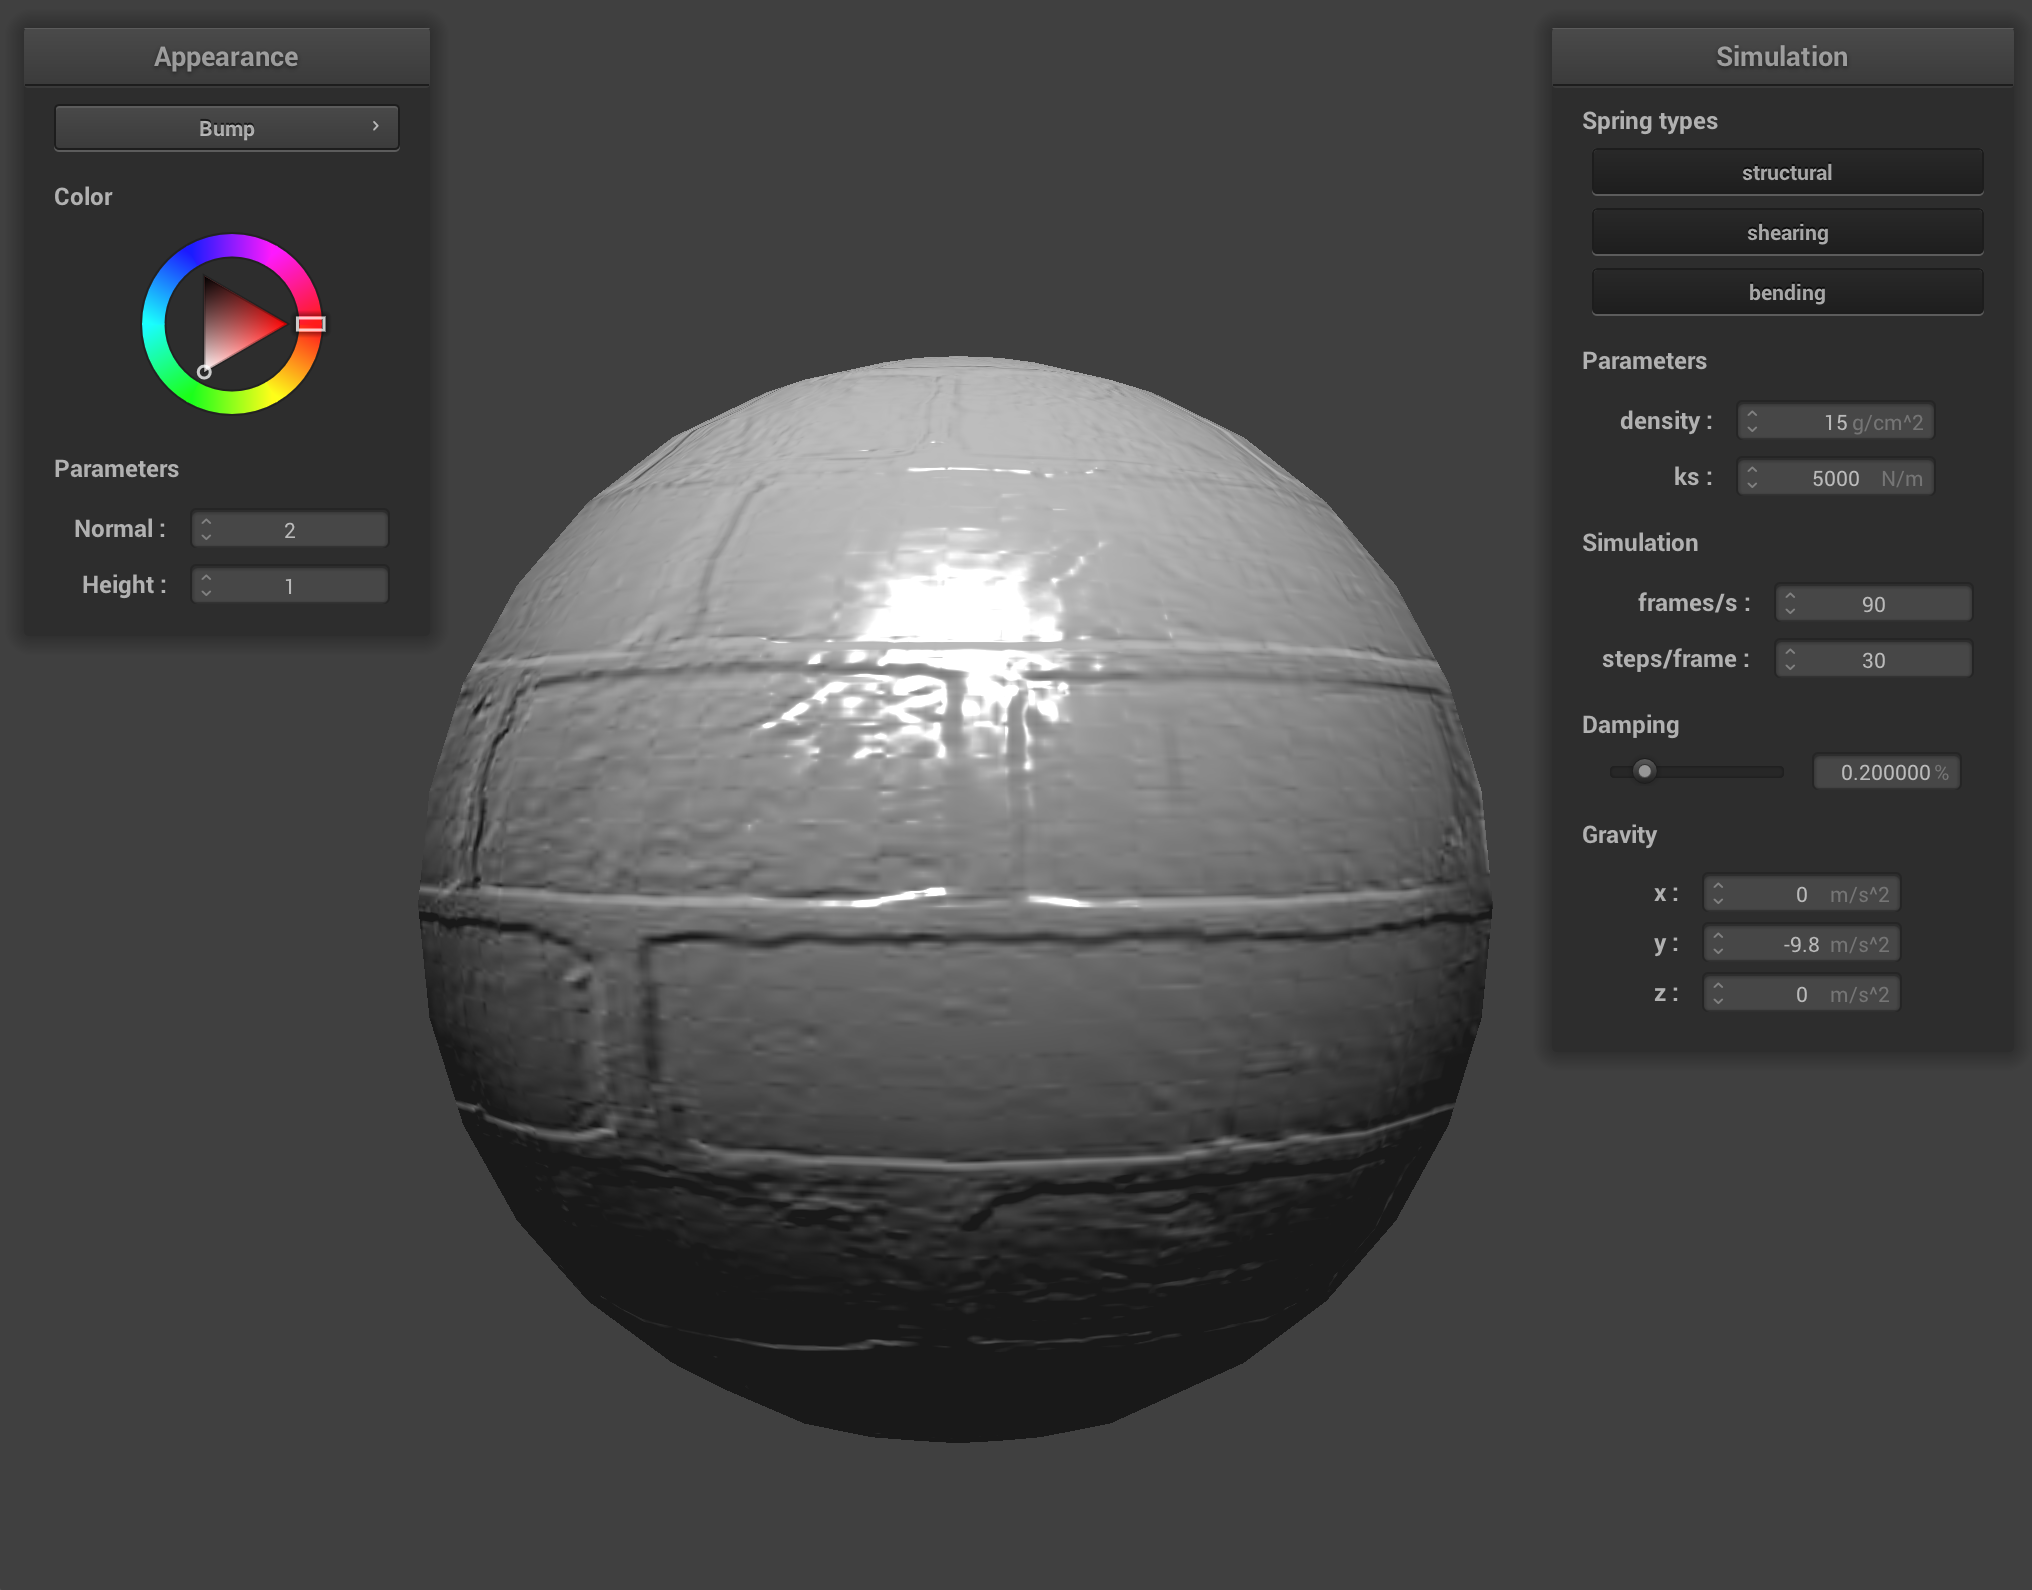 Appearance
Bump
Color
Parameters
Normal : 2
Height : 1
Simulation
Spring types
structural
shearing
bending
Parameters
density : 15 g/cm^2
ks : 5000 N/m
Simulation
frames/s : 90
steps/frame : 30
Damping
0.200000 %
Gravity
x : 0 m/s^2
y : -9.8 m/s^2
z : 0 m/s^2